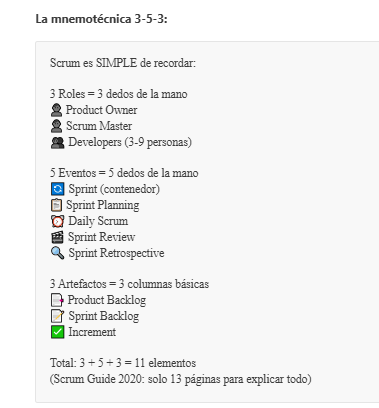 La mnemotécnica 3-5-3:
Scrum es SIMPLE de recordar:
3 Roles = 3 dedos de la mano
👤 Product Owner
👤 Scrum Master
👥 Developers (3-9 personas)
5 Eventos = 5 dedos de la mano
🔄 Sprint (contenedor)
📋 Sprint Planning
⏰ Daily Scrum
🎬 Sprint Review
🔍 Sprint Retrospective
3 Artefactos = 3 columnas básicas
📑 Product Backlog
📝 Sprint Backlog
✅ Increment
Total: 3 + 5 + 3 = 11 elementos
(Scrum Guide 2020: solo 13 páginas para explicar todo)